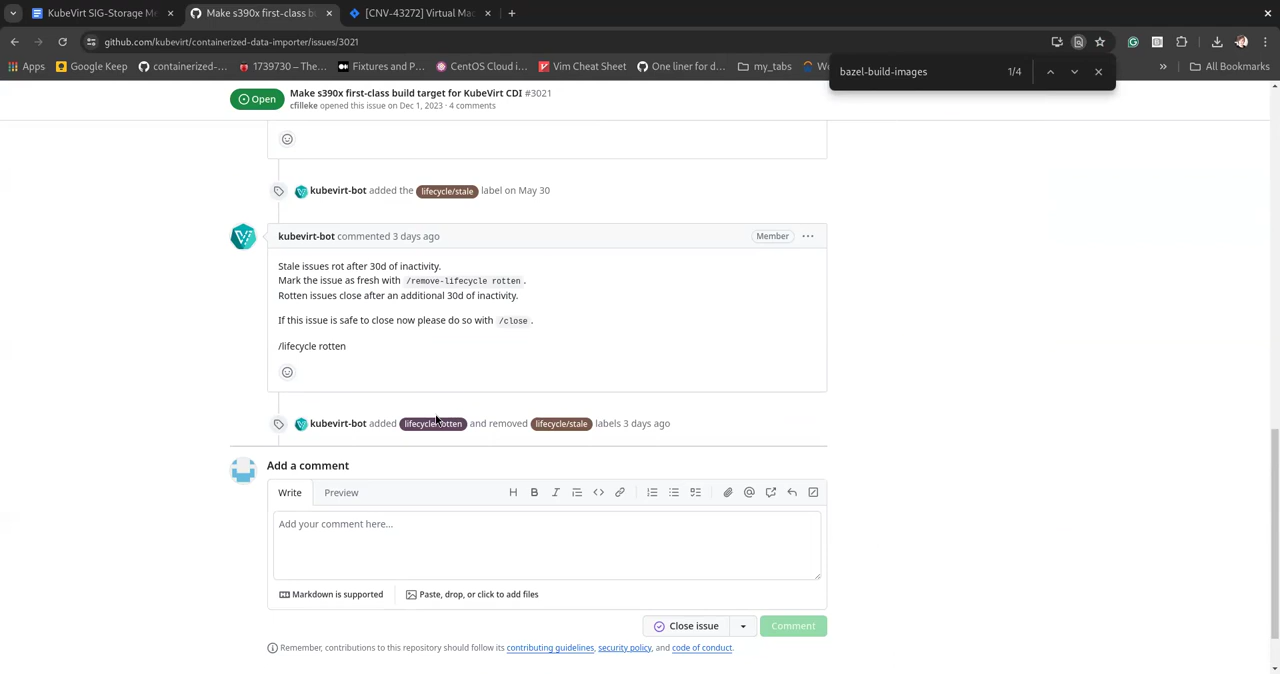 KubeVirt SIG-Storage Me
Make s390x first-class b
[CNV-43272] Virtual Mac
github.com/kubevirt/containerized-data-importer/issues/3021
Apps
Google Keep
containerized-...
1739730 – The...
Fixtures and P...
CentOS Cloud i...
Vim Cheat Sheet
One liner for d...
my_tabs
We
»
All Bookmarks
bazel-build-images
1/4
Open
Make s390x first-class build target for KubeVirt CDI #3021
cfilleke opened this issue on Dec 1, 2023 · 4 comments
kubevirt-bot added the lifecycle/stale label on May 30
kubevirt-bot commented 3 days ago
Member
Stale issues rot after 30d of inactivity.
Mark the issue as fresh with /remove-lifecycle rotten.
Rotten issues close after an additional 30d of inactivity.
If this issue is safe to close now please do so with /close.
/lifecycle rotten
kubevirt-bot added lifecycle/rotten and removed lifecycle/stale labels 3 days ago
Add a comment
Write
Preview
Add your comment here...
Markdown is supported
Paste, drop, or click to add files
Close issue
Comment
Remember, contributions to this repository should follow its contributing guidelines, security policy, and code of conduct.